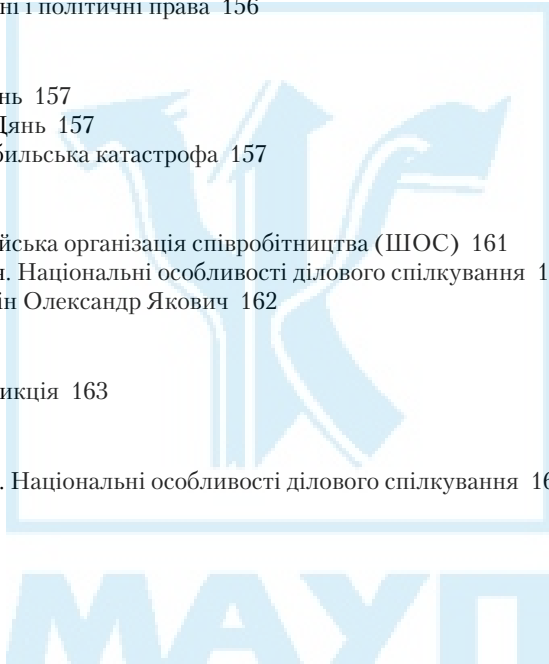 ні і політичні права 156
нь 157
Цянь 157
бильська катастрофа 157
йська організація співробітництва (ШОС) 161
я. Національні особливості ділового спілкування 1
ін Олександр Якович 162
икція 163
. Національні особливості ділового спілкування 16
МАУП